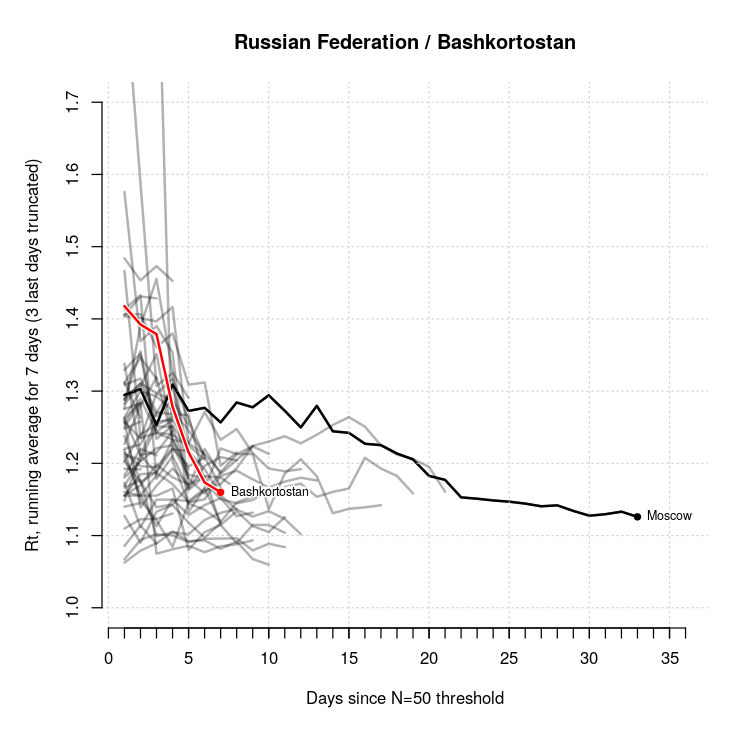 Russian Federation / Bashkortostan
Rt, running average for 7 days (3 last days truncated)
1.7
1.6
1.5
1.4
1.3
1.2
1.1
1.0
Bashkortostan
Moscow
0 5 10 15 20 25 30 35
Days since N=50 threshold